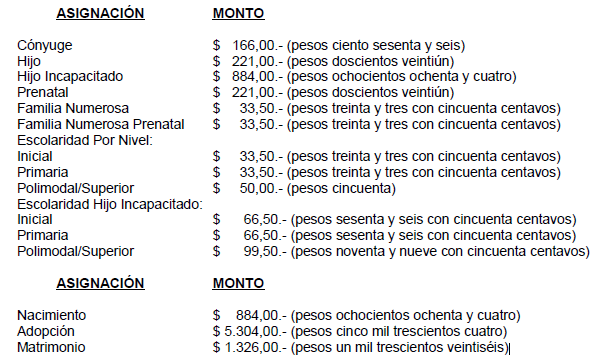 ASIGNACIÓN MONTO
Cónyuge $ 166,00.- (pesos ciento sesenta y seis)
Hijo $ 221,00.- (pesos doscientos veintiún)
Hijo Incapacitado $ 884,00.- (pesos ochocientos ochenta y cuatro)
Prenatal $ 221,00.- (pesos doscientos veintiún)
Familia Numerosa $ 33,50.- (pesos treinta y tres con cincuenta centavos)
Familia Numerosa Prenatal $ 33,50.- (pesos treinta y tres con cincuenta centavos)
Escolaridad Por Nivel:
Inicial $ 33,50.- (pesos treinta y tres con cincuenta centavos)
Primaria $ 33,50.- (pesos treinta y tres con cincuenta centavos)
Polimodal/Superior $ 50,00.- (pesos cincuenta)
Escolaridad Hijo Incapacitado:
Inicial $ 66,50.- (pesos sesenta y seis con cincuenta centavos)
Primaria $ 66,50.- (pesos sesenta y seis con cincuenta centavos)
Polimodal/Superior $ 99,50.- (pesos noventa y nueve con cincuenta centavos)
ASIGNACIÓN MONTO
Nacimiento $ 884,00.- (pesos ochocientos ochenta y cuatro)
Adopción $ 5.304,00.- (pesos cinco mil trescientos cuatro)
Matrimonio $ 1.326,00.- (pesos un mil trescientos veintiséis)